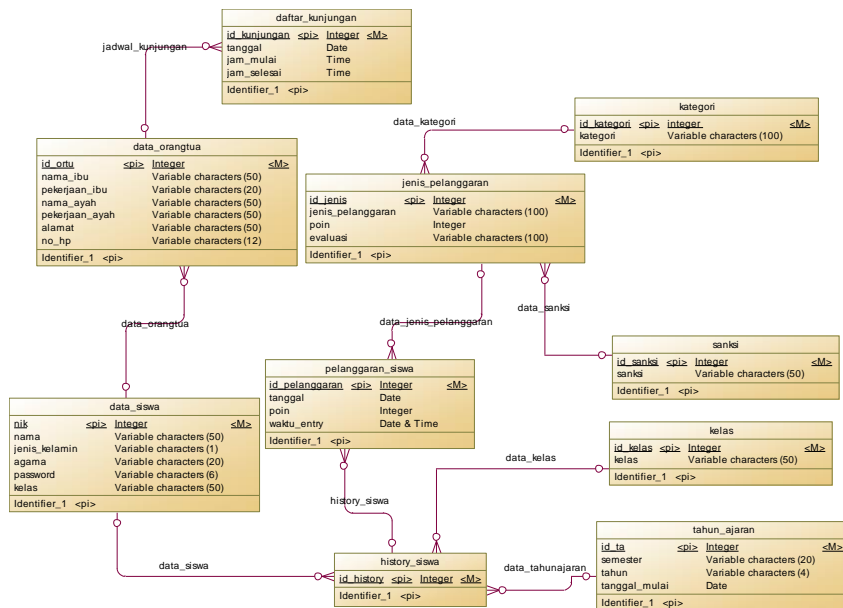 daftar_kunjungan
id_kunjungan <pi> Integer <M>
tanggal Date
jam_mulai Time
jam_selesai Time
Identifier_1 <pi>
jadwal_kunjungan
kategori
id_kategori <pi> integer <M>
kategori Variable characters (100)
Identifier_1 <pi>
data_kategori
data_orangtua
id_ortu <pi> Integer <M>
nama_ibu Variable characters (50)
pekerjaan_ibu Variable characters (20)
nama_ayah Variable characters (50)
pekerjaan_ayah Variable characters (50)
alamat Variable characters (50)
no_hp Variable characters (12)
Identifier_1 <pi>
jenis_pelanggaran
id_jenis <pi> Integer <M>
jenis_pelanggaran Variable characters (100)
poin Integer
evaluasi Variable characters (100)
Identifier_1 <pi>
data_orangtua
data_jenis_pelanggaran
data_sanksi
sanksi
id_sanksi <pi> Integer <M>
sanksi Variable characters (50)
Identifier_1 <pi>
pelanggaran_siswa
id_pelanggaran <pi> Integer <M>
tanggal Date
poin Integer
waktu_entry Date & Time
Identifier_1 <pi>
data_siswa
nik <pi> Integer <M>
nama Variable characters (50)
jenis_kelamin Variable characters (1)
agama Variable characters (20)
password Variable characters (6)
kelas Variable characters (50)
Identifier_1 <pi>
kelas
id_kelas <pi> Integer <M>
kelas Variable characters (50)
Identifier_1 <pi>
data_kelas
history_siswa
tahun_ajaran
id_ta <pi> Integer <M>
semester Variable characters (20)
tahun Variable characters (4)
tanggal_mulai Date
Identifier_1 <pi>
data_siswa
history_siswa
id_history <pi> Integer <M>
Identifier_1 <pi>
data_tahunajaran